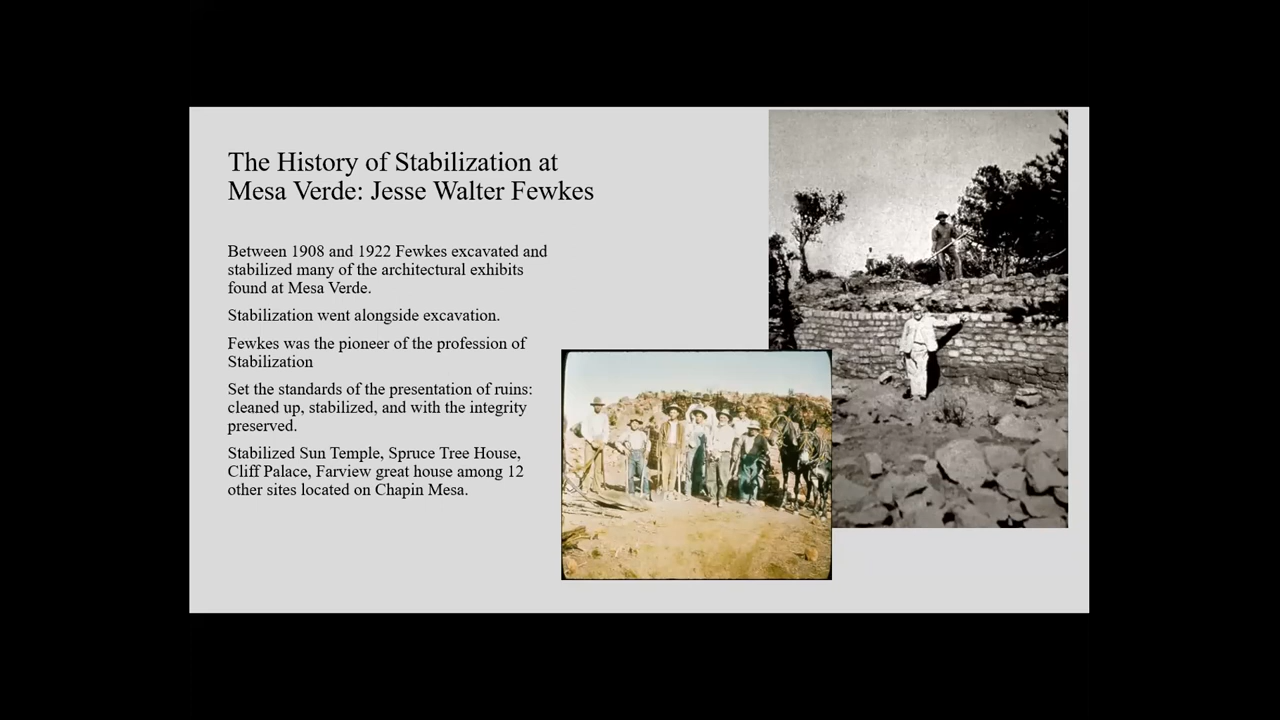 The History of Stabilization at
Mesa Verde: Jesse Walter Fewkes
Between 1908 and 1922 Fewkes excavated and
stabilized many of the architectural exhibits
found at Mesa Verde.
Stabilization went alongside excavation.
Fewkes was the pioneer of the profession of
Stabilization
Set the standards of the presentation of ruins:
cleaned up, stabilized, and with the integrity
preserved.
Stabilized Sun Temple, Spruce Tree House,
Cliff Palace, Farview great house among 12
other sites located on Chapin Mesa.